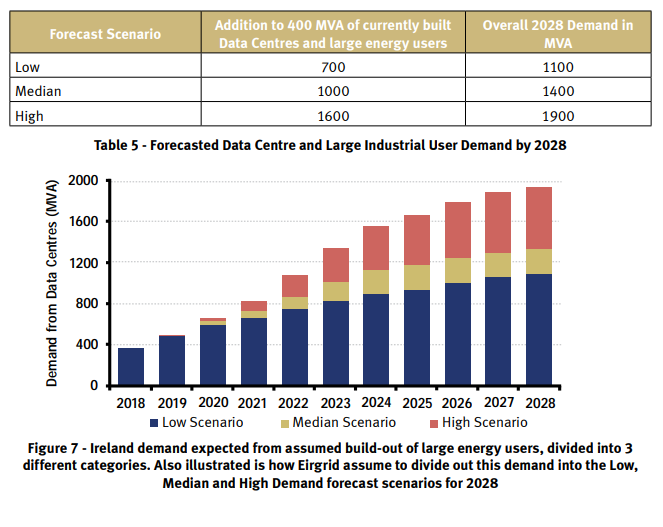 Forecast Scenario
Addition to 400 MVA of currently built
Data Centres and large energy users
Overall 2028 Demand in
MVA
Low 700 1100
Median 1000 1400
High 1600 1900
Table 5 - Forecasted Data Centre and Large Industrial User Demand by 2028
Demand from Data Centres (MVA)
2000
1600
1200
800
400
0
2018 2019 2020 2021 2022 2023 2024 2025 2026 2027 2028
Low Scenario Median Scenario High Scenario
Figure 7 - Ireland demand expected from assumed build-out of large energy users, divided into 3
different categories. Also illustrated is how Eirgrid assume to divide out this demand into the Low,
Median and High Demand forecast scenarios for 2028